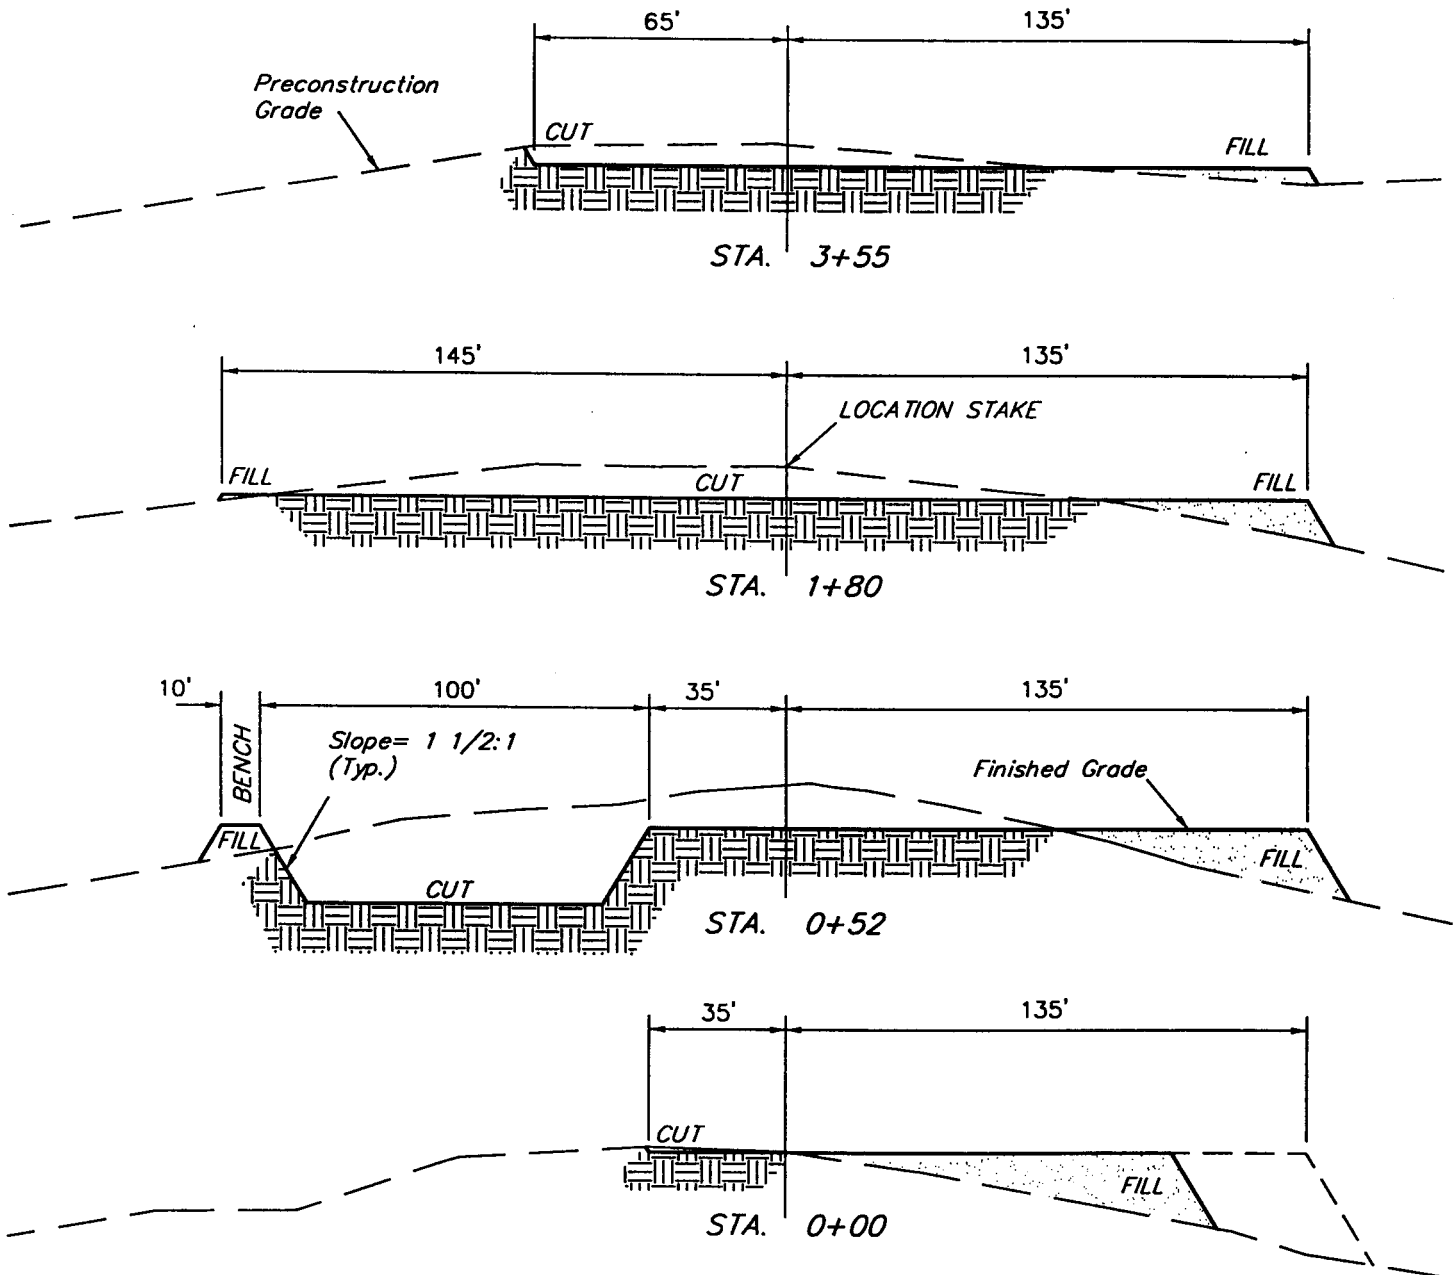 65'
135'
Preconstruction
Grade
CUT
FILL
STA. 3+55
145'
135'
LOCATION STAKE
FILL
CUT
FILL
STA. 1+80
10'
100'
35'
135'
BENCH
Slope= 1 1/2:1
(Typ.)
Finished Grade
FILL
CUT
FILL
STA. 0+52
35'
135'
CUT
FILL
STA. 0+00